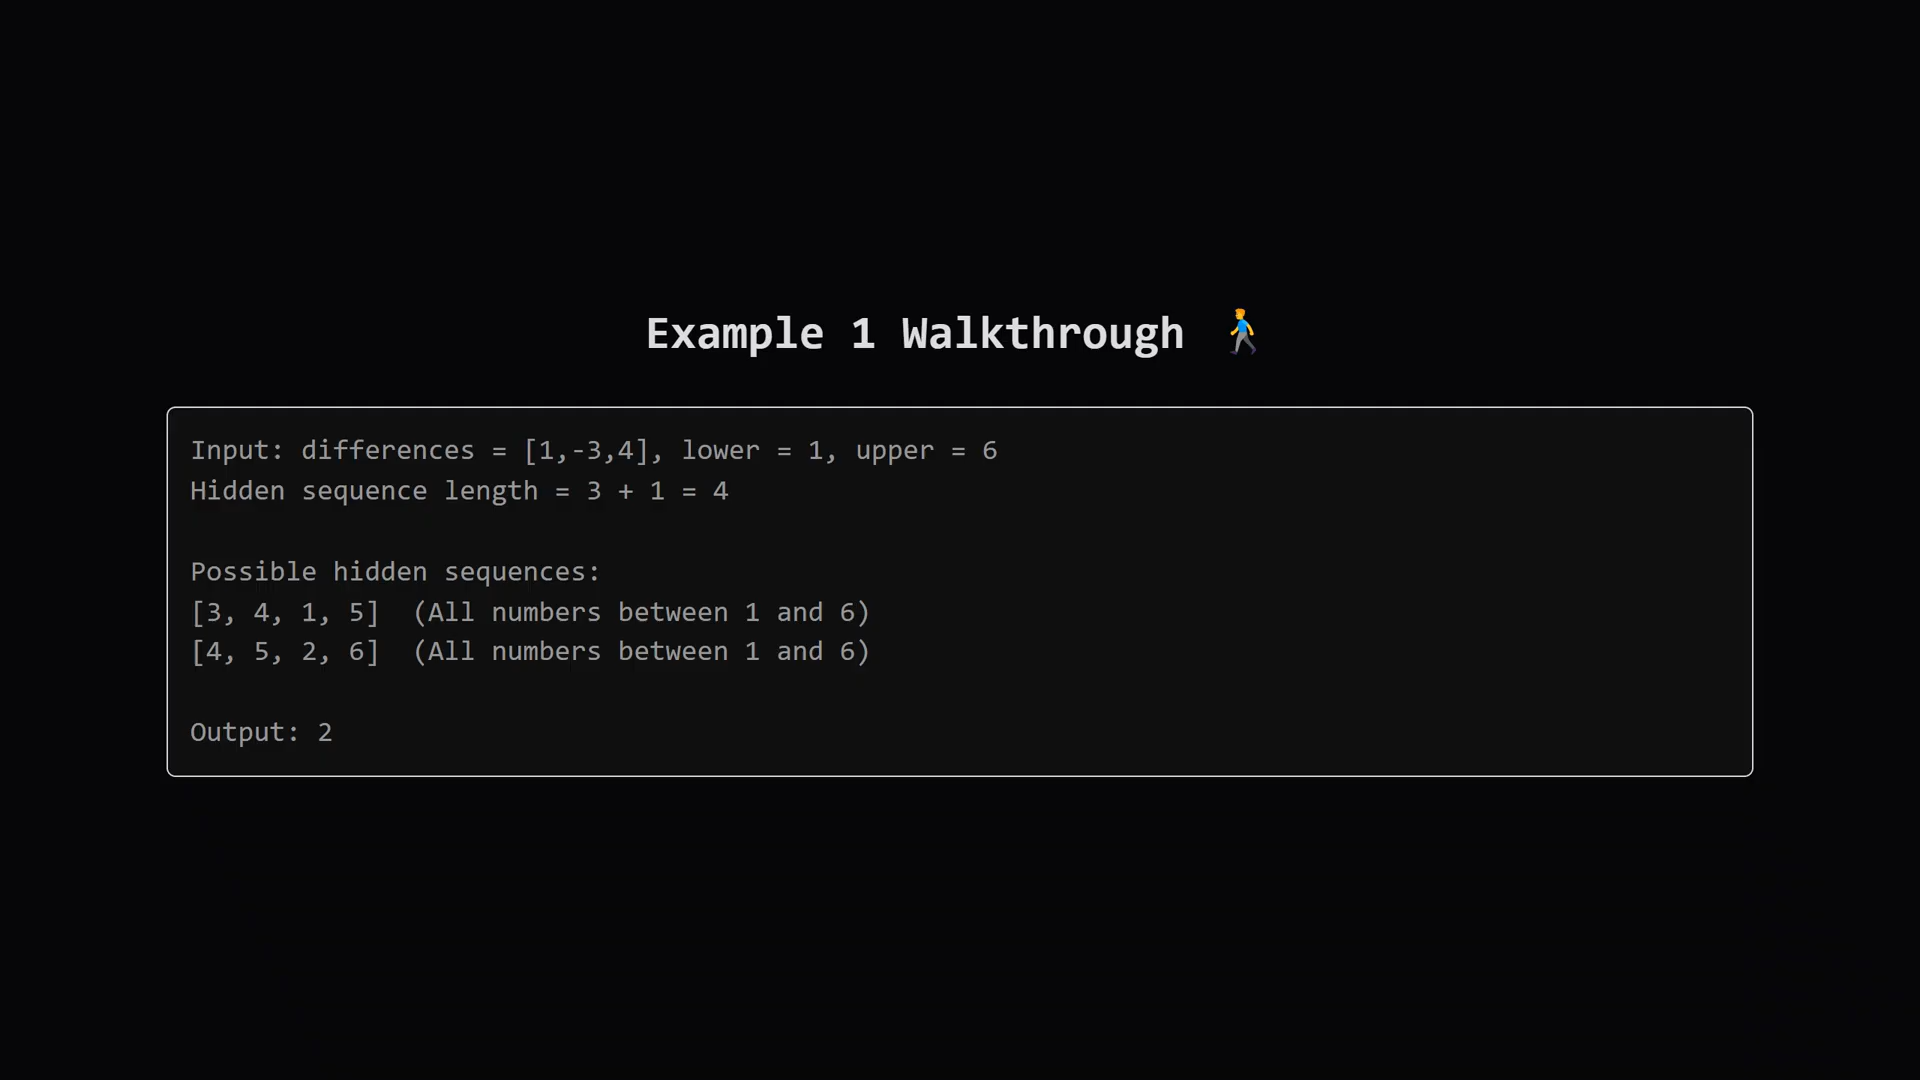 Example 1 Walkthrough 🚶‍♂️
Input: differences = [1,-3,4], lower = 1, upper = 6
Hidden sequence length = 3 + 1 = 4
Possible hidden sequences:
[3, 4, 1, 5]  (All numbers between 1 and 6)
[4, 5, 2, 6]  (All numbers between 1 and 6)
Output: 2